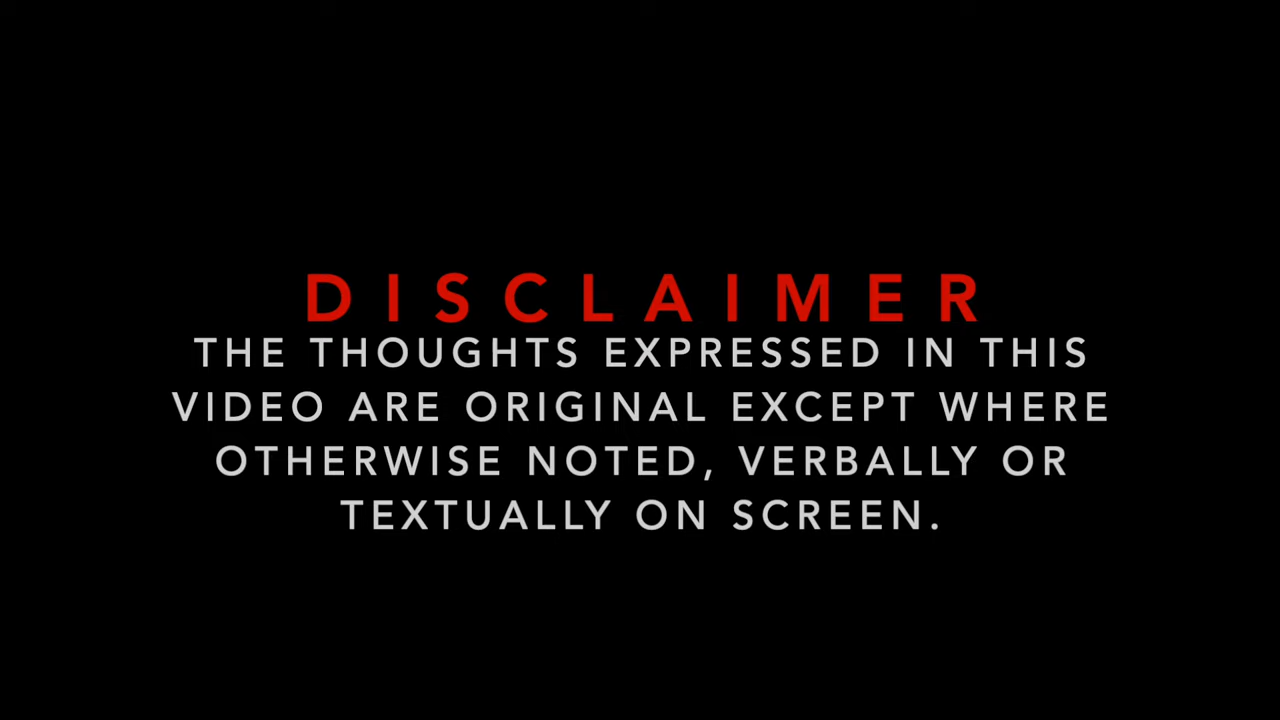 DISCLAIMER
THE THOUGHTS EXPRESSED IN THIS
VIDEO ARE ORIGINAL EXCEPT WHERE
OTHERWISE NOTED, VERBALLY OR
TEXTUALLY ON SCREEN.